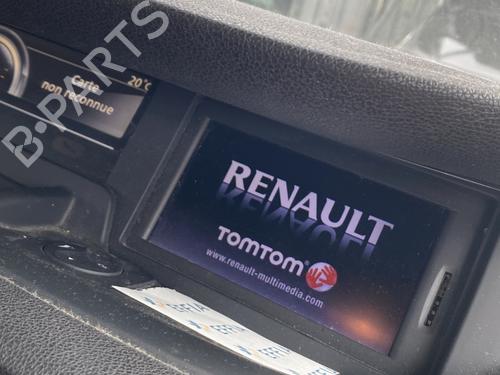 B-PARTS
20°C
Carte
non reconnue
RENAULT
TOMTOM
www.renault-multimedia.com